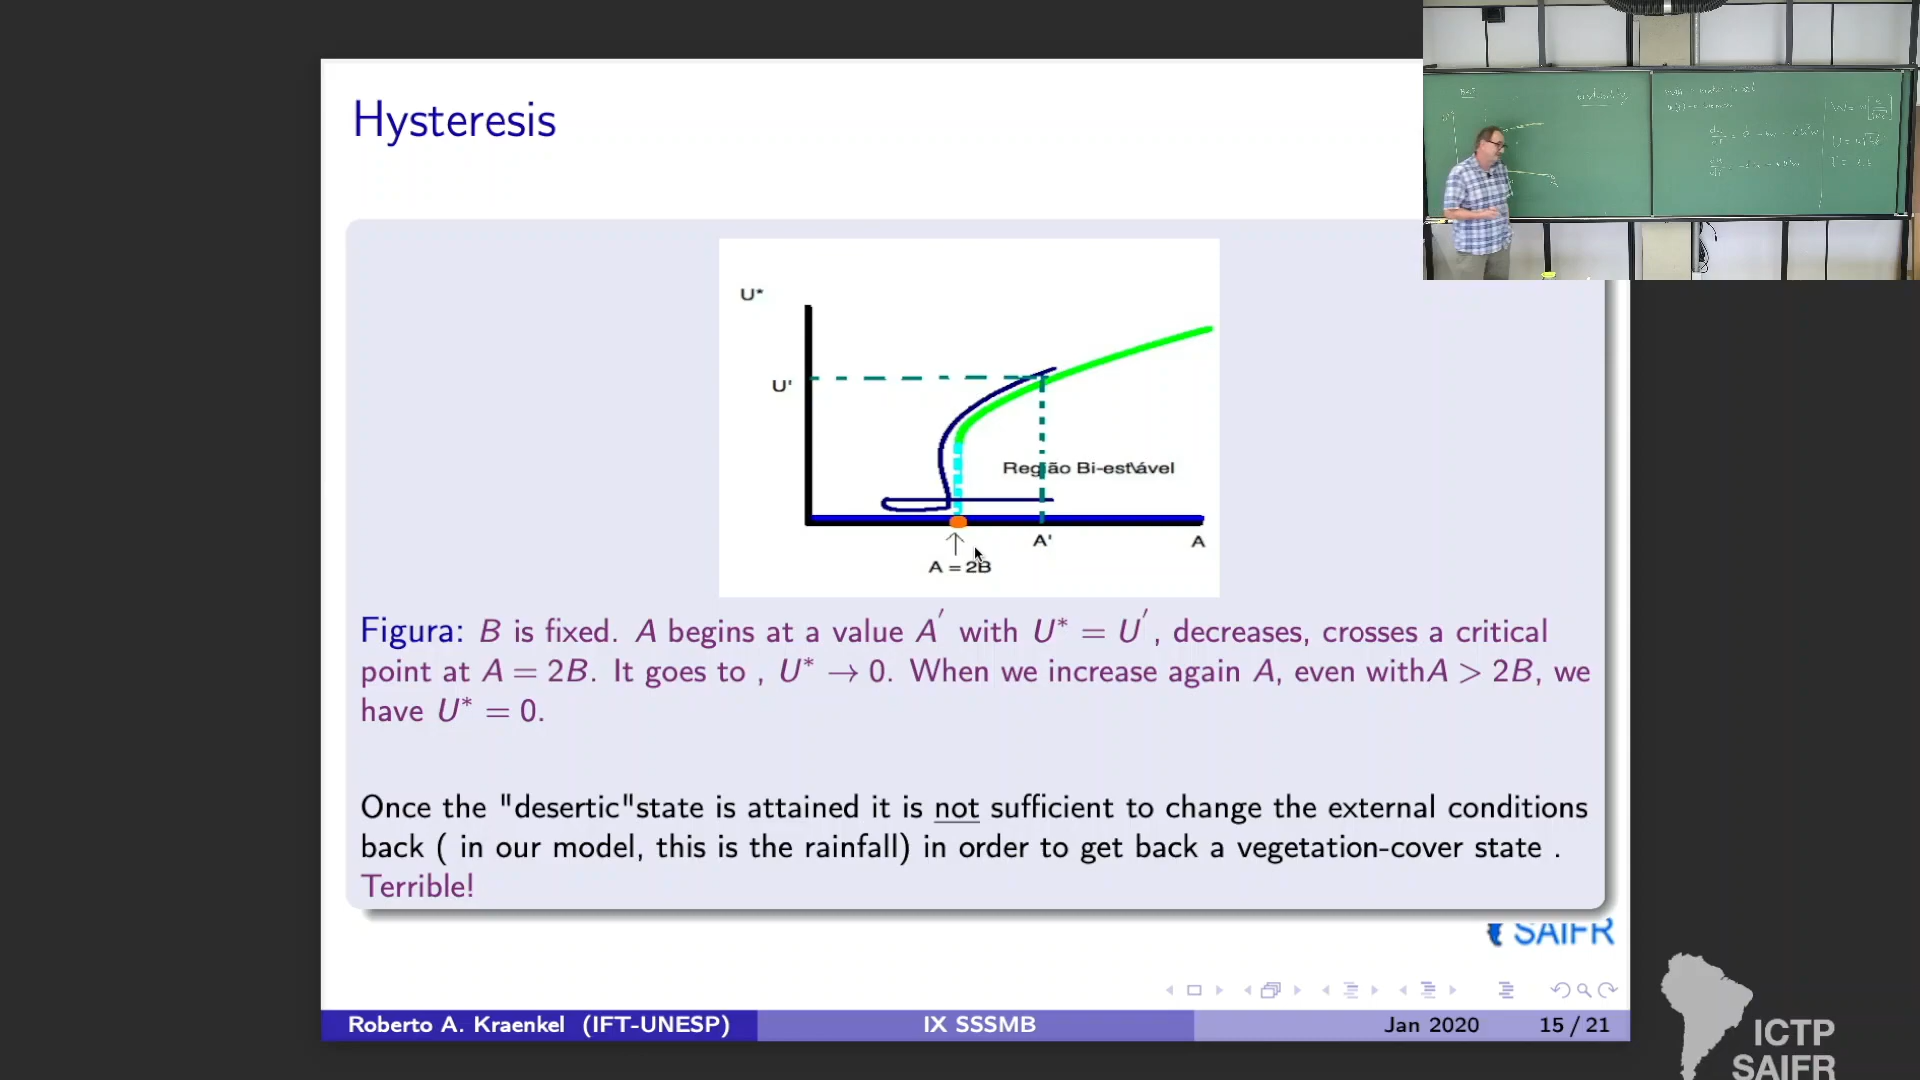 Hysteresis
U*
U'
Região Bi-est\ável
A'
A
A = 2B
Figura: B is fixed. A begins at a value A′ with U* = U′, decreases, crosses a critical
point at A = 2B. It goes to , U* → 0. When we increase again A, even withA > 2B, we
have U* = 0.
Once the "desertic"state is attained it is not sufficient to change the external conditions
back ( in our model, this is the rainfall) in order to get back a vegetation-cover state .
Terrible!
SAIFR
Roberto A. Kraenkel (IFT-UNESP)
IX SSSMB
Jan 2020
15 / 21
ICTP
SAIFR